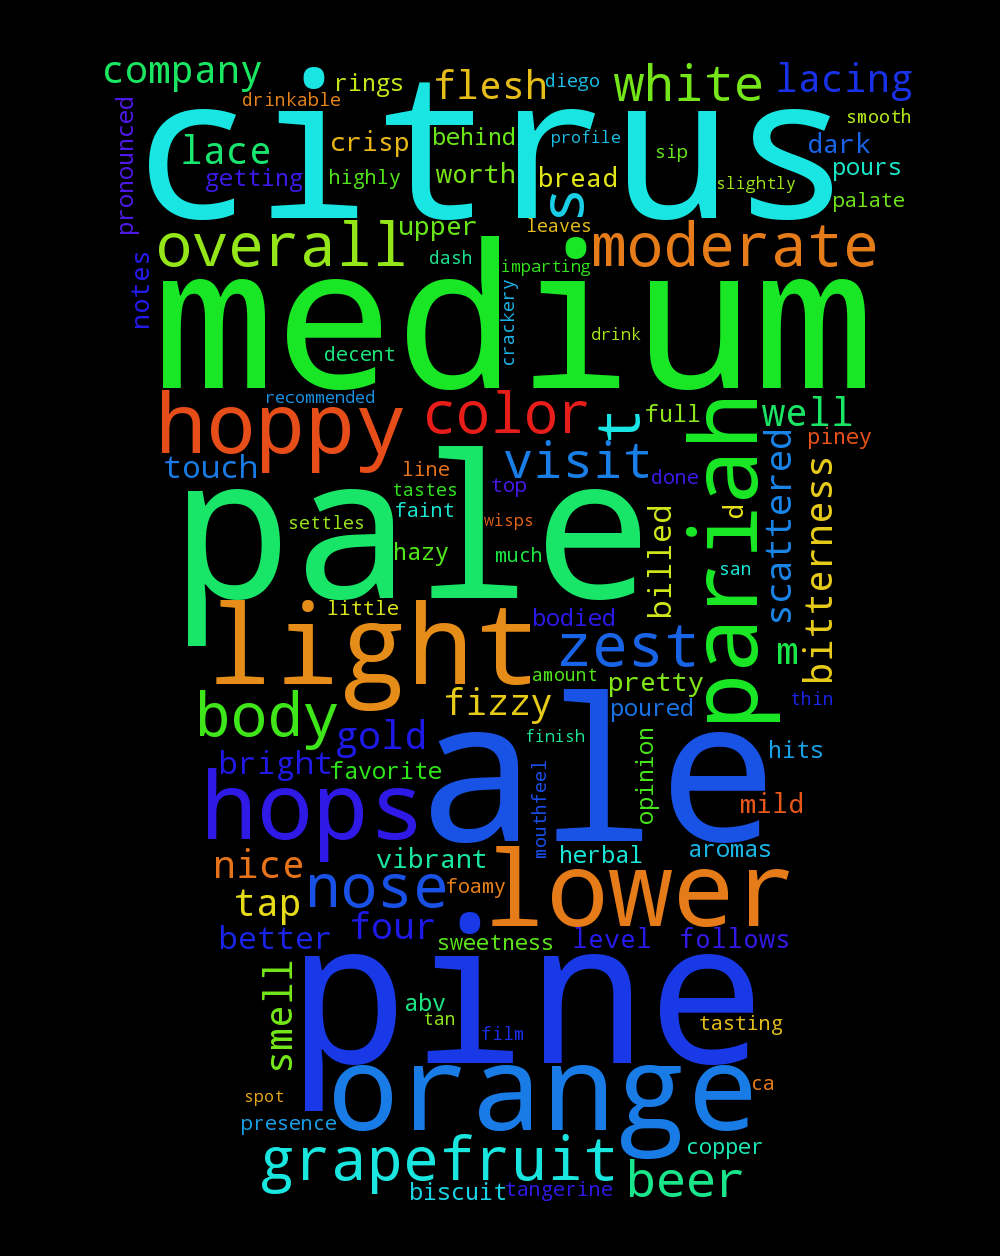 company
rings
flesh
diego
white
lacing
drinkable
citrus
pronounced
smooth
crisp
behind
profile
sip
dark
lace
getting
highly
worth
bread
slightly
pours
palate
s
overall
upper
leaves
moderate
notes
dash
imparting
medium
crackery
drink
decent
recommended
hoppy
color
t
full
pariah
well
piney
touch
line
visit
done
scattered
bitterness
tastes
top
pale
settles
faint
wisps
d
billed
hazy
much
san
little
light
bodied
zest
m
amount
pretty
thin
body
fizzy
poured
gold
finish
ale
hits
bright
favorite
opinion
hops
mouthfeel
mild
nice
vibrant
herbal
aromas
tap
nose
foamy
lower
better
four
sweetness
level
follows
smell
pine
abv
tan
film
tasting
orange
ca
spot
presence
copper
grapefruit
beer
biscuit
tangerine